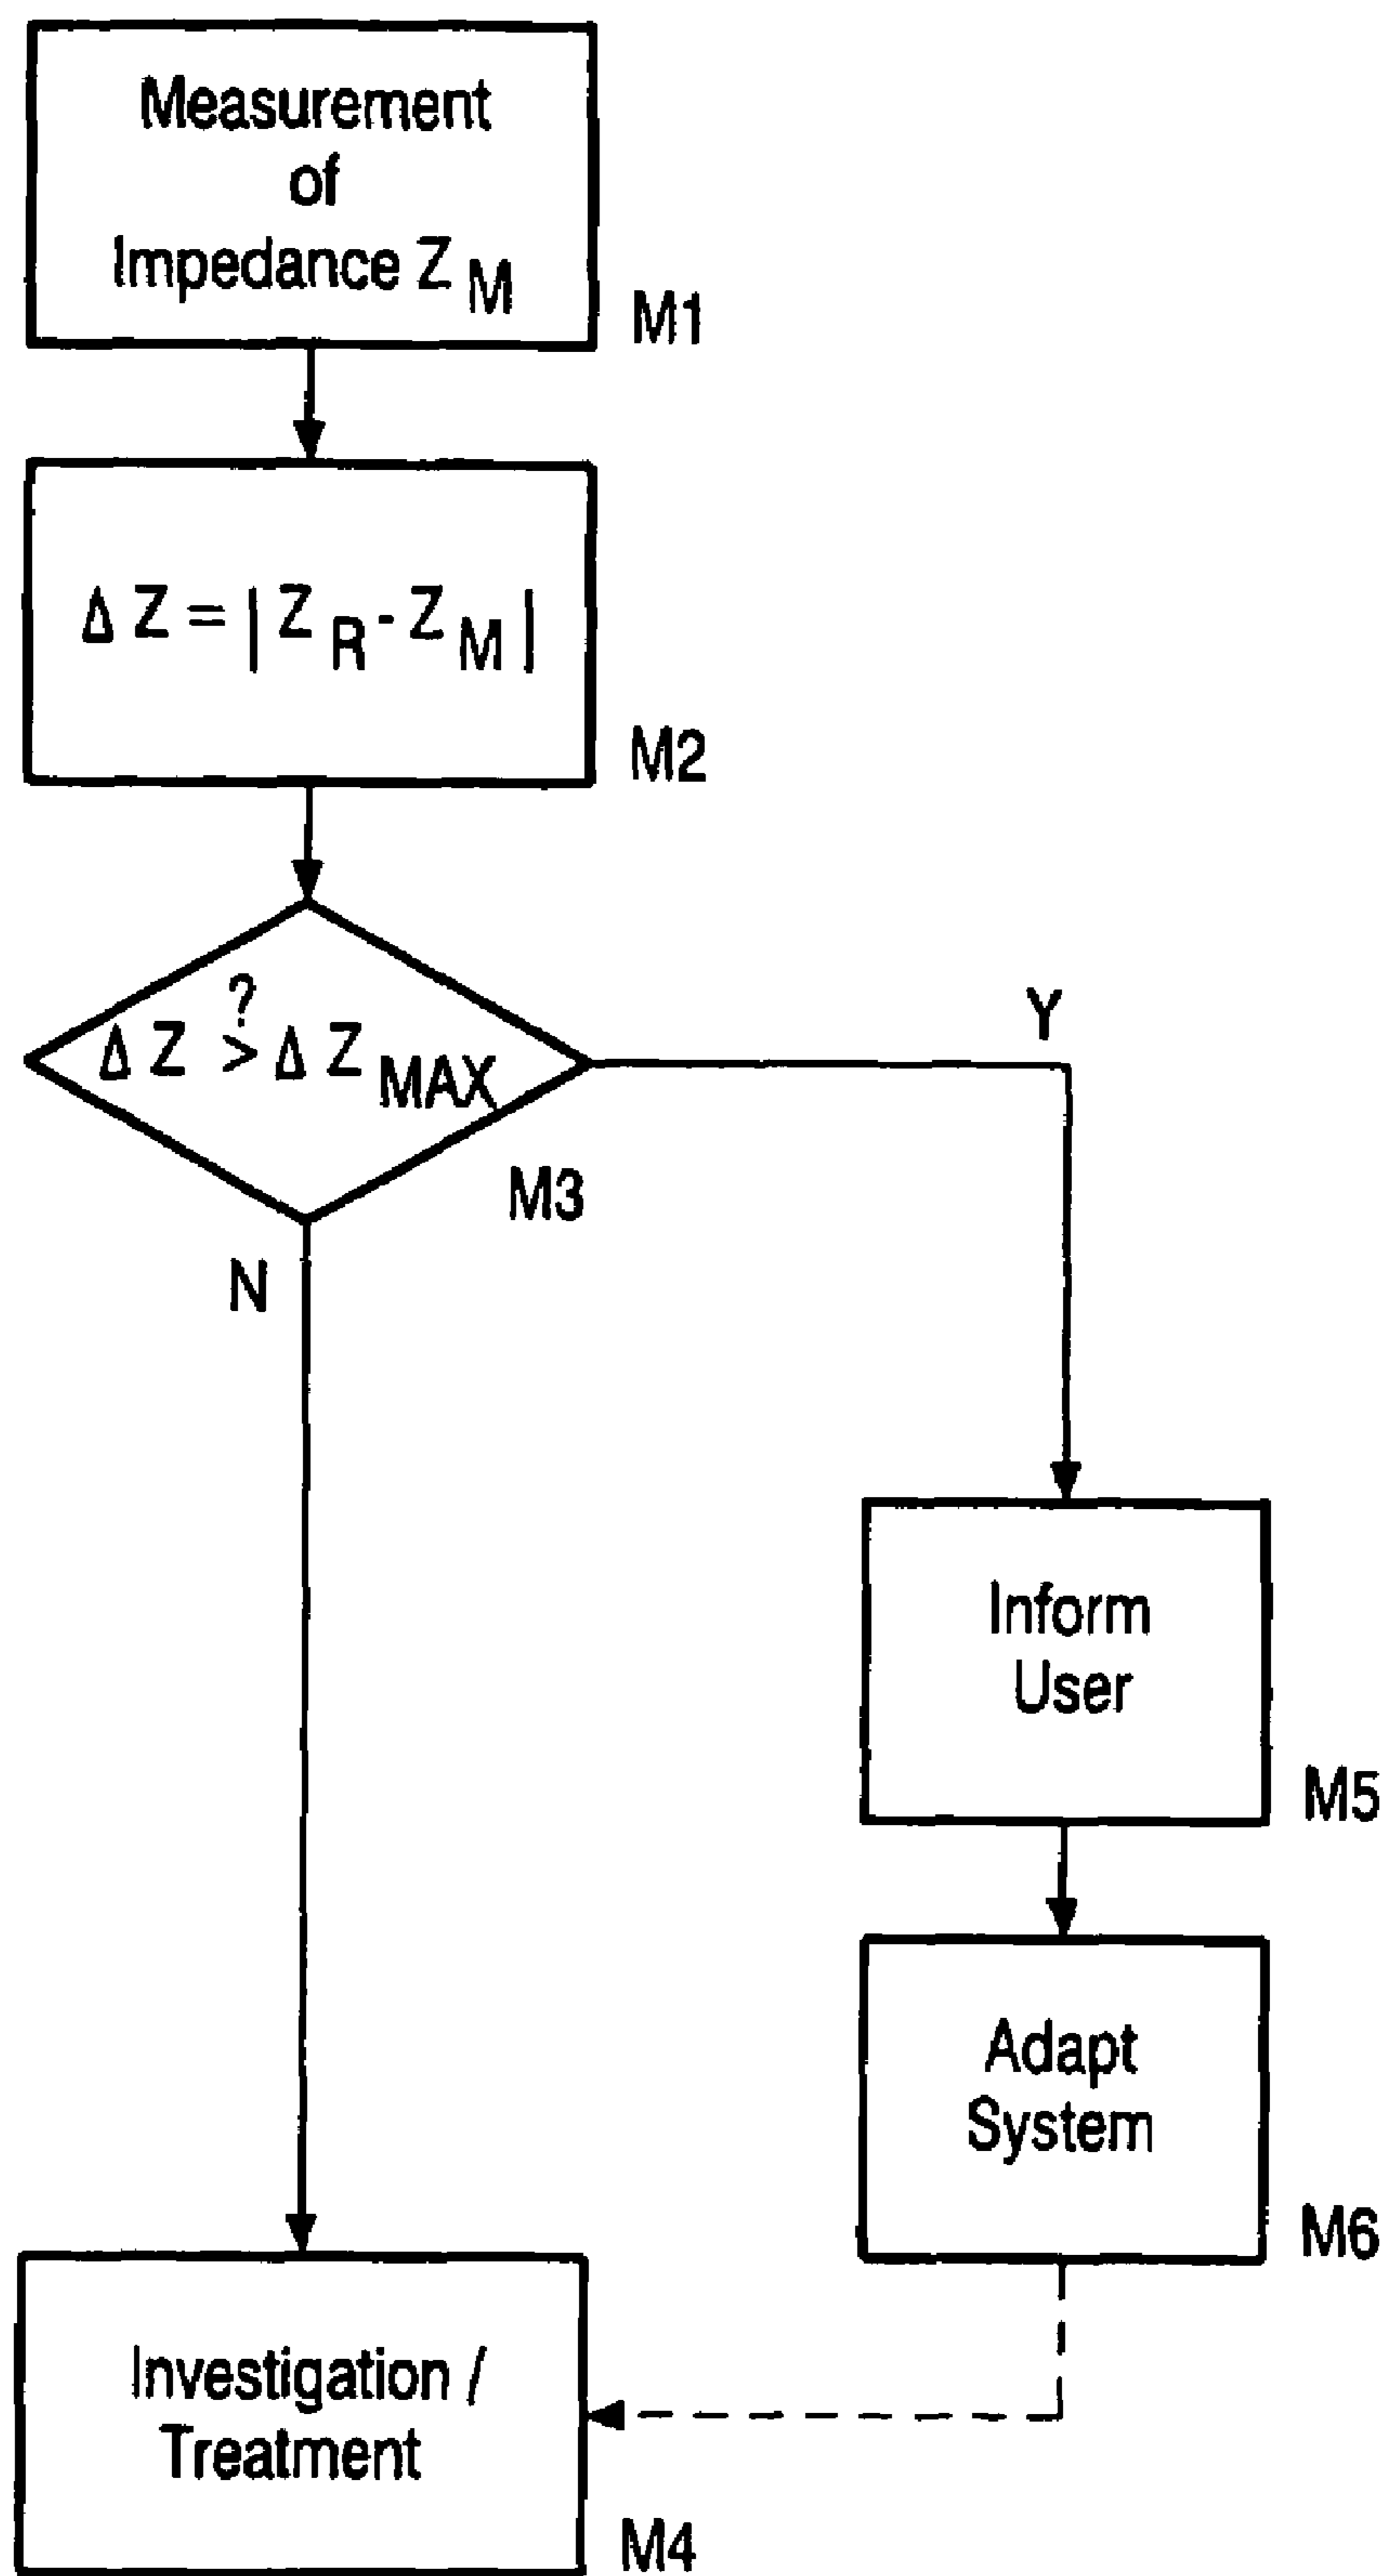 Measurement
of
Impedance Z M
M1
Δ Z = | Z R - Z M |
M2
?
Δ Z > Δ Z MAX
M3
Y
N
Inform
User
M5
Adapt
System
M6
Investigation /
Treatment
M4